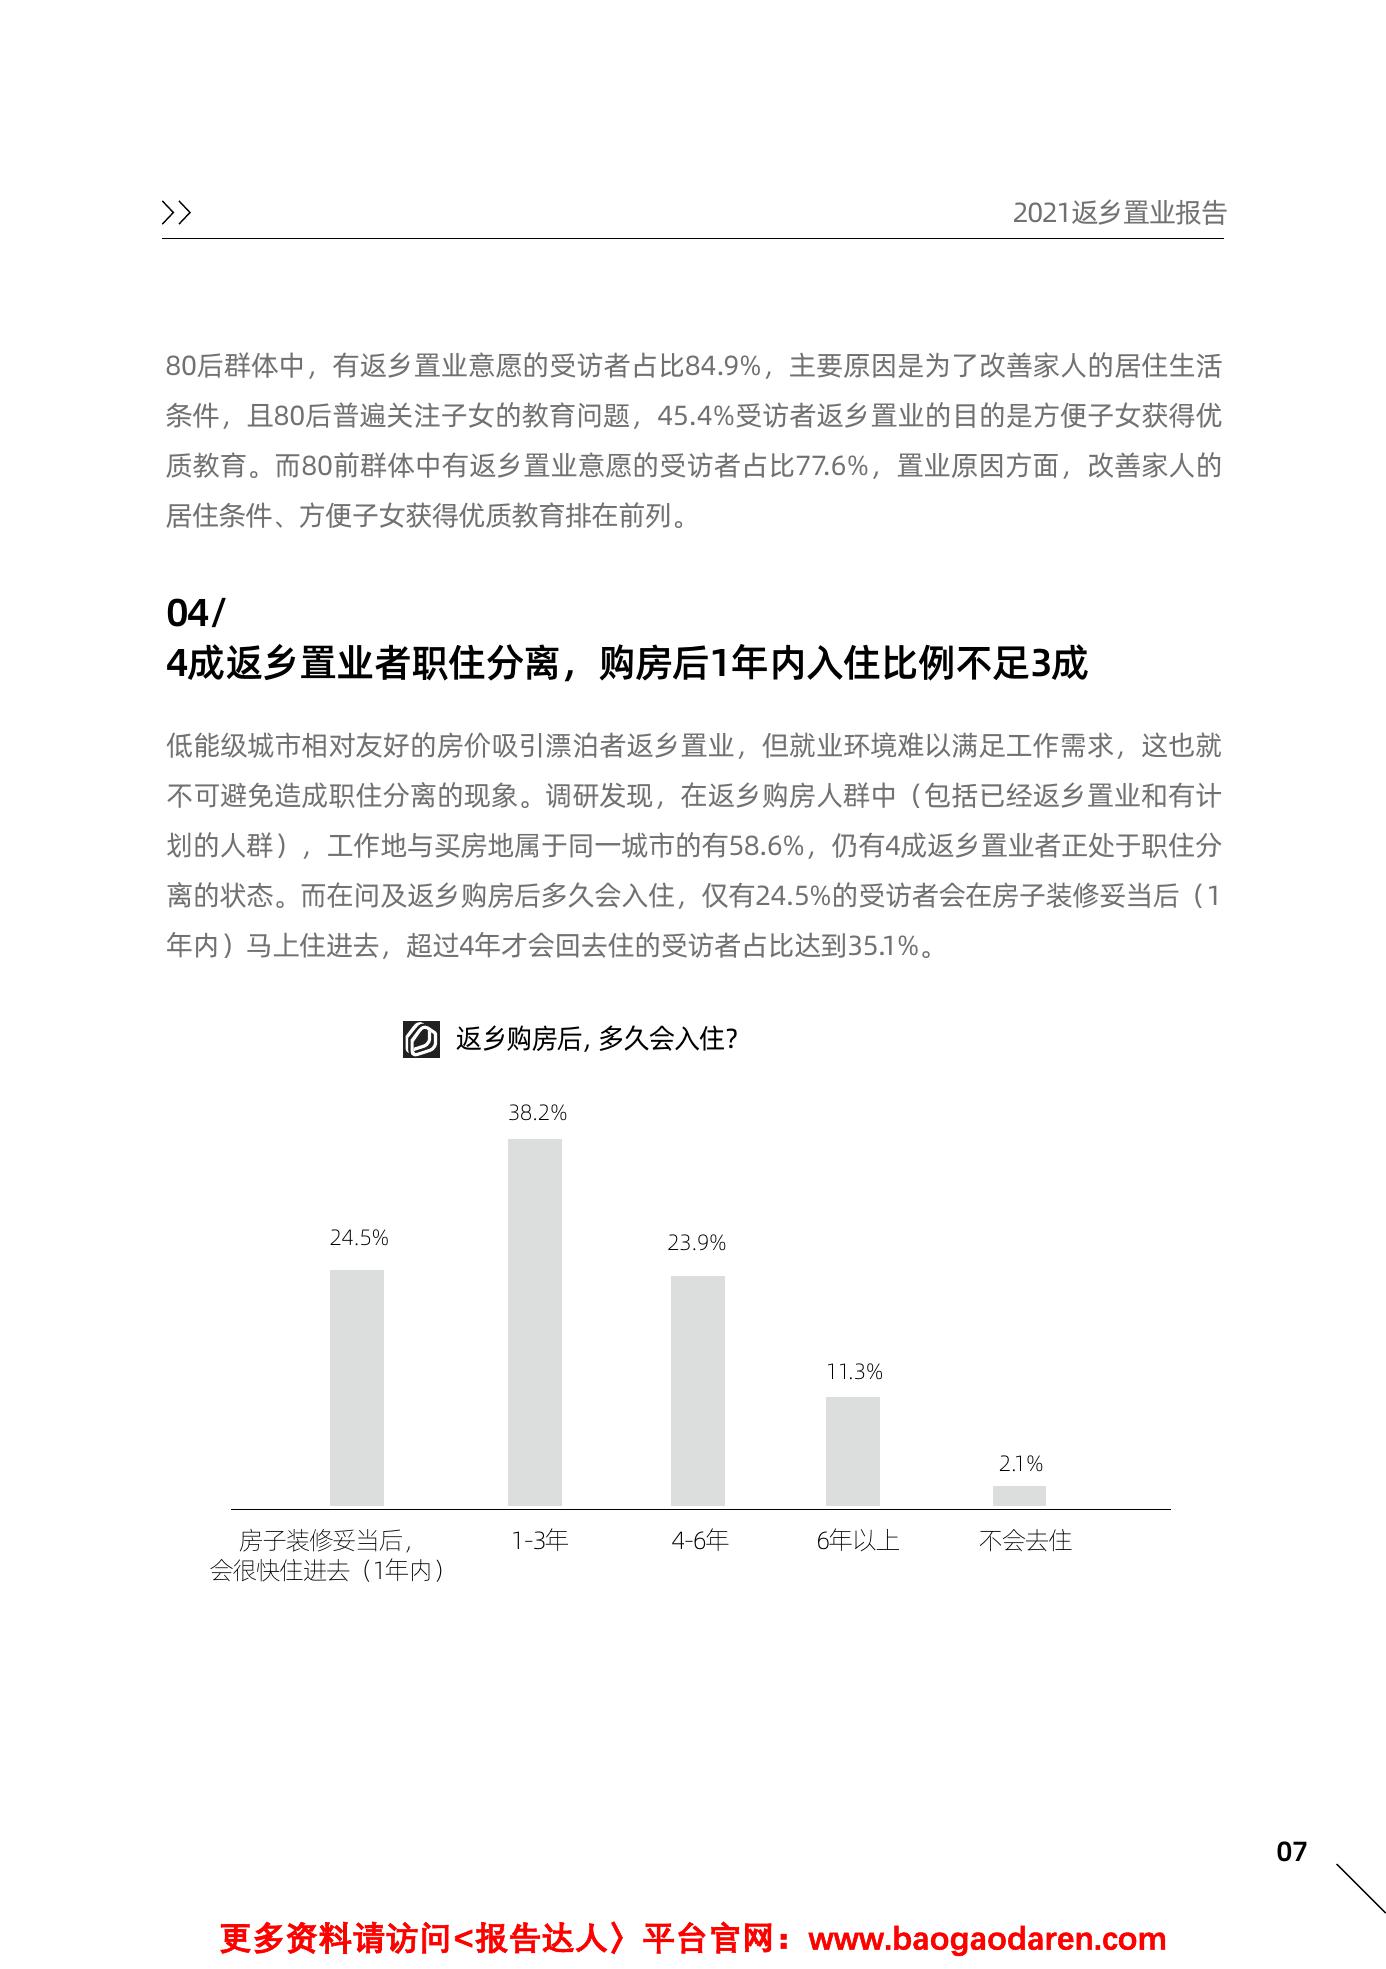 2021返乡置业报告
80后群体中，有返乡置业意愿的受访者占比84.9%，主要原因是为了改善家人的居住生活
条件，且80后普遍关注子女的教育问题，45.4%受访者返乡置业的目的是方便子女获得优
质教育。而80前群体中有返乡置业意愿的受访者占比77.6%，置业原因方面，改善家人的
居住条件、方便子女获得优质教育排在前列。
04/
4成返乡置业者职住分离，购房后1年内入住比例不足3成
低能级城市相对友好的房价吸引漂泊者返乡置业，但就业环境难以满足工作需求，这也就
不可避免造成职住分离的现象。调研发现，在返乡购房人群中（包括已经返乡置业和有计
划的人群），工作地与买房地属于同一城市的有58.6%，仍有4成返乡置业者正处于职住分
离的状态。而在问及返乡购房后多久会入住，仅有24.5%的受访者会在房子装修妥当后（1
年内）马上住进去，超过4年才会回去住的受访者占比达到35.1%。
返乡购房后，多久会入住？
38.2%
24.5%
23.9%
11.3%
2.1%
房子装修妥当后，
会很快住进去（1年内）
1-3年
4-6年
6年以上
不会去住
07
更多资料请访问<报告达人〉平台官网：www.baogaodaren.com